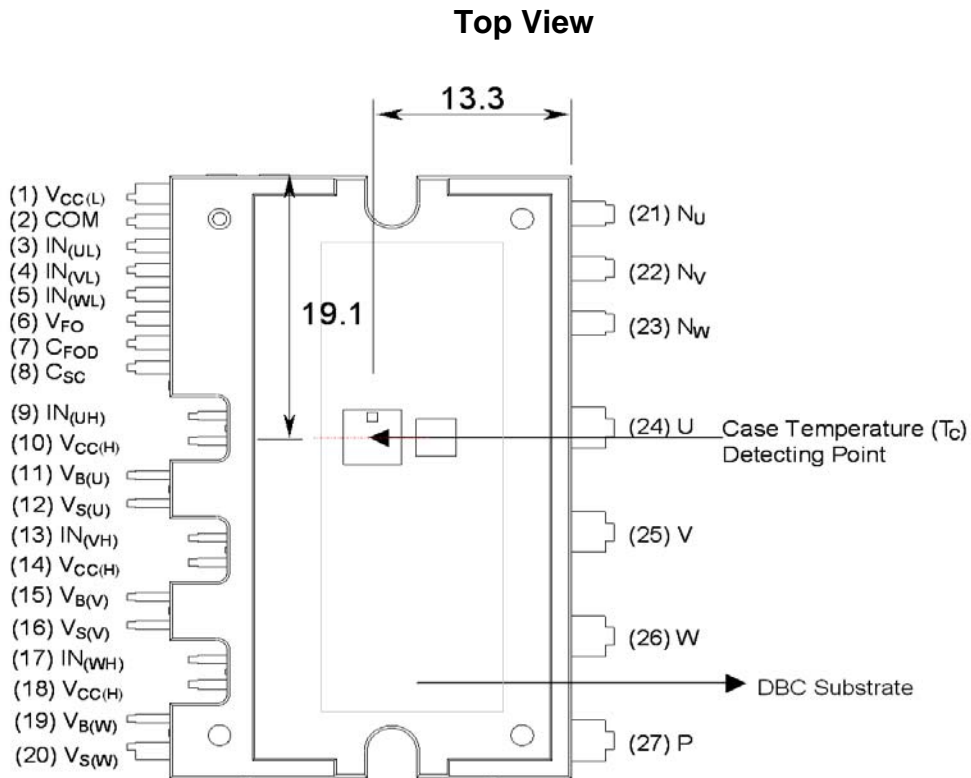 Top View
13.3
19.1
(1) VCC(L)
(2) COM
(3) IN(UL)
(4) IN(VL)
(5) IN(WL)
(6) VFO
(7) CFOD
(8) CSC
(9) IN(UH)
(10) VCC(H)
(11) VB(U)
(12) VS(U)
(13) IN(VH)
(14) VCC(H)
(15) VB(V)
(16) VS(V)
(17) IN(WH)
(18) VCC(H)
(19) VB(W)
(20) VS(W)
(21) NU
(22) NV
(23) NW
(24) U
Case Temperature (TC)
Detecting Point
(25) V
(26) W
DBC Substrate
(27) P